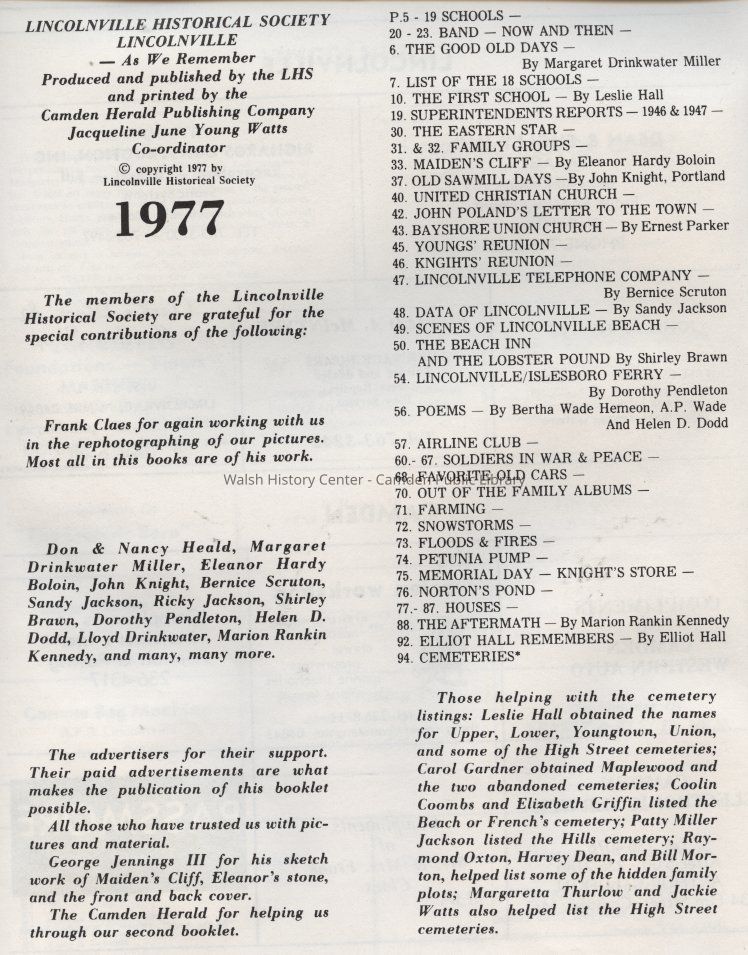 LINCOLNVILLE HISTORICAL SOCIETY
LINCOLNVILLE
— As We Remember
Produced and published by the LHS
and printed by the
Camden Herald Publishing Company
Jacqueline June Young Watts
Co-ordinator
© copyright 1977 by
Lincolnville Historical Society
1977
The members of the Lincolnville
Historical Society are grateful for the
special contributions of the following:
Frank Claes for again working with us
in the rephotographing of our pictures.
Most all in this books are of his work.
Don & Nancy Heald, Margaret
Drinkwater Miller, Eleanor Hardy
Boloin, John Knight, Bernice Scruton,
Sandy Jackson, Ricky Jackson, Shirley
Brawn, Dorothy Pendleton, Helen D.
Dodd, Lloyd Drinkwater, Marion Rankin
Kennedy, and many, many more.
The advertisers for their support.
Their paid advertisements are what
makes the publication of this booklet
possible.
All those who have trusted us with pic-
tures and material.
George Jennings III for his sketch
work of Maiden's Cliff, Eleanor's stone,
and the front and back cover.
The Camden Herald for helping us
through our second booklet.
P.5 - 19 SCHOOLS —
20 - 23. BAND — NOW AND THEN —
6. THE GOOD OLD DAYS —
By Margaret Drinkwater Miller
7. LIST OF THE 18 SCHOOLS —
10. THE FIRST SCHOOL — By Leslie Hall
19. SUPERINTENDENTS REPORTS — 1946 & 1947 —
30. THE EASTERN STAR —
31. & 32. FAMILY GROUPS —
33. MAIDEN'S CLIFF — By Eleanor Hardy Boloin
37. OLD SAWMILL DAYS —By John Knight, Portland
40. UNITED CHRISTIAN CHURCH —
42. JOHN POLAND'S LETTER TO THE TOWN —
43. BAYSHORE UNION CHURCH — By Ernest Parker
45. YOUNGS' REUNION —
46. KNGIHTS' REUNION —
47. LINCOLNVILLE TELEPHONE COMPANY —
By Bernice Scruton
48. DATA OF LINCOLNVILLE — By Sandy Jackson
49. SCENES OF LINCOLNVILLE BEACH —
50. THE BEACH INN
AND THE LOBSTER POUND By Shirley Brawn
54. LINCOLNVILLE/ISLESBORO FERRY —
By Dorothy Pendleton
56. POEMS — By Bertha Wade Hemeon, A.P. Wade
And Helen D. Dodd
57. AIRLINE CLUB —
60.- 67. SOLDIERS IN WAR & PEACE —
68. FAVORITE OLD CARS —
Walsh History Center - Camden Public Library
70. OUT OF THE FAMILY ALBUMS —
71. FARMING —
72. SNOWSTORMS —
73. FLOODS & FIRES —
74. PETUNIA PUMP —
75. MEMORIAL DAY — KNIGHT'S STORE —
76. NORTON'S POND —
77.- 87. HOUSES —
88. THE AFTERMATH — By Marion Rankin Kennedy
92. ELLIOT HALL REMEMBERS — By Elliot Hall
94. CEMETERIES*
Those helping with the cemetery
listings: Leslie Hall obtained the names
for Upper, Lower, Youngtown, Union,
and some of the High Street cemeteries;
Carol Gardner obtained Maplewood and
the two abandoned cemeteries; Coolin
Coombs and Elizabeth Griffin listed the
Beach or French's cemetery; Patty Miller
Jackson listed the Hills cemetery; Ray-
mond Oxton, Harvey Dean, and Bill Mor-
ton, helped list some of the hidden family
plots; Margaretta Thurlow and Jackie
Watts also helped list the High Street
cemeteries.